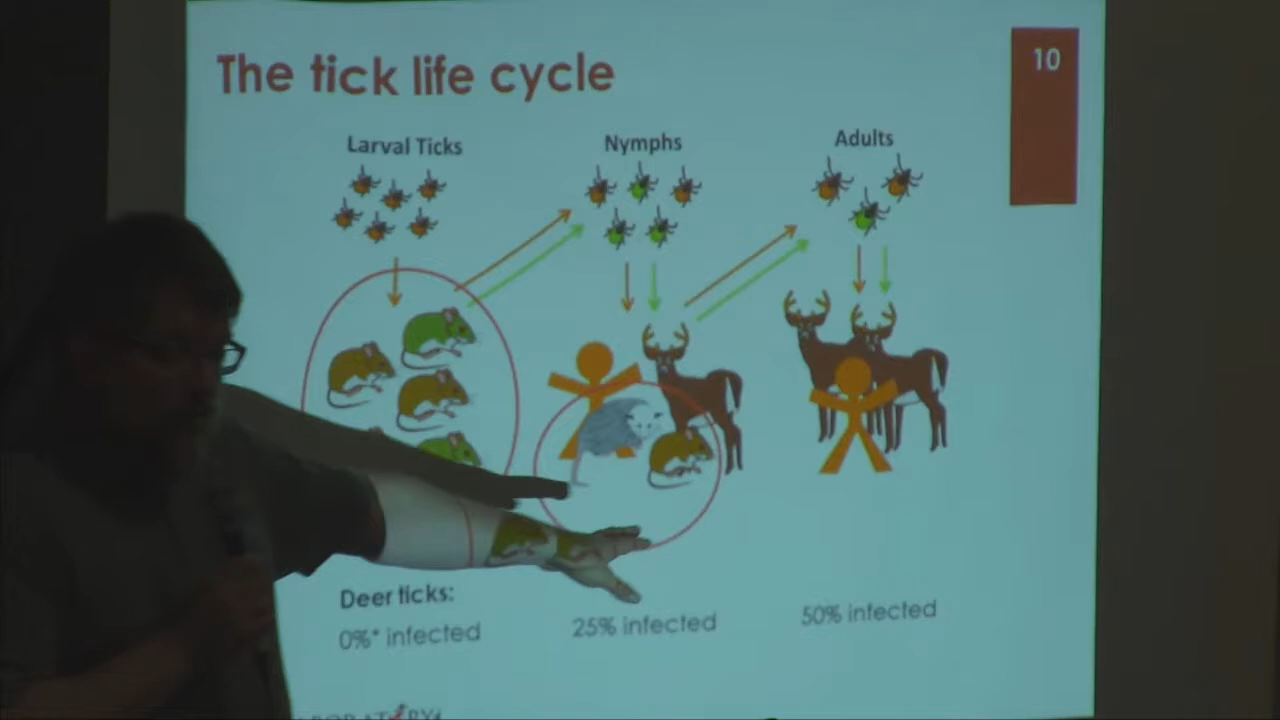 The tick life cycle
10
Larval Ticks
Nymphs
Adults
Deer ticks:
0%* infected
25% infected
50% infected